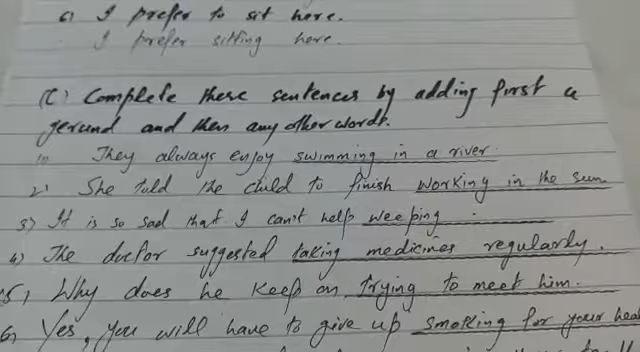 6) I prefer to sit here.
I prefer sitting here.
(C) Complete these sentences by adding first a
gerund and then any other words.
1) They always enjoy swimming in a river.
2) She told the child to finish working in the sun
3) It is so sad that I can't help weeping
4) The doctor suggested taking medicines regularly.
5) Why does he keep on trying to meet him.
6) Yes, you will have to give up smoking for your heal